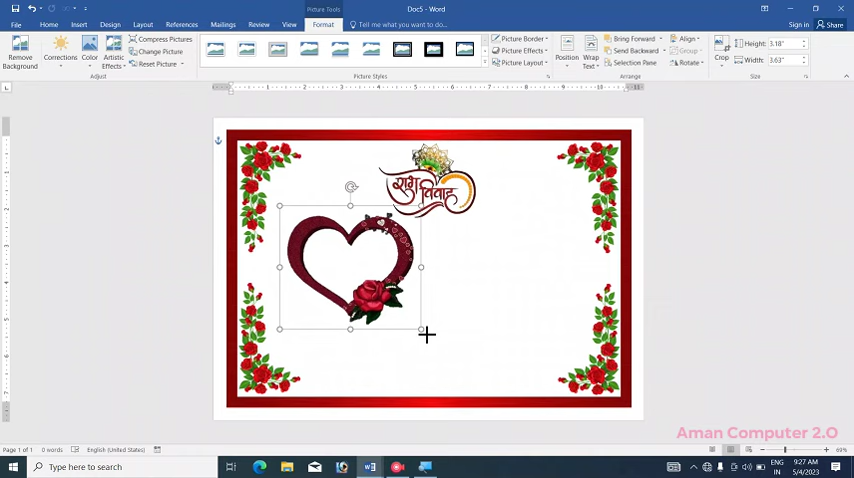 Doc5 - Word
Picture Tools
Sign in
Share
File
Home
Insert
Design
Layout
References
Mailings
Review
View
Format
Tell me what you want to do...
Remove
Background
Corrections
Color
Artistic
Effects
Compress Pictures
Change Picture
Reset Picture
Adjust
Picture Styles
Picture Border
Picture Effects
Picture Layout
Position
Wrap
Text
Bring Forward
Send Backward
Selection Pane
Align
Group
Rotate
Arrange
Crop
Height: 3.18"
Width: 3.63"
Size
शुभ
विवाह
Aman Computer 2.O
Page 1 of 1
0 words
English (United States)
69%
Type here to search
ENG
IN
9:27 AM
5/4/2023